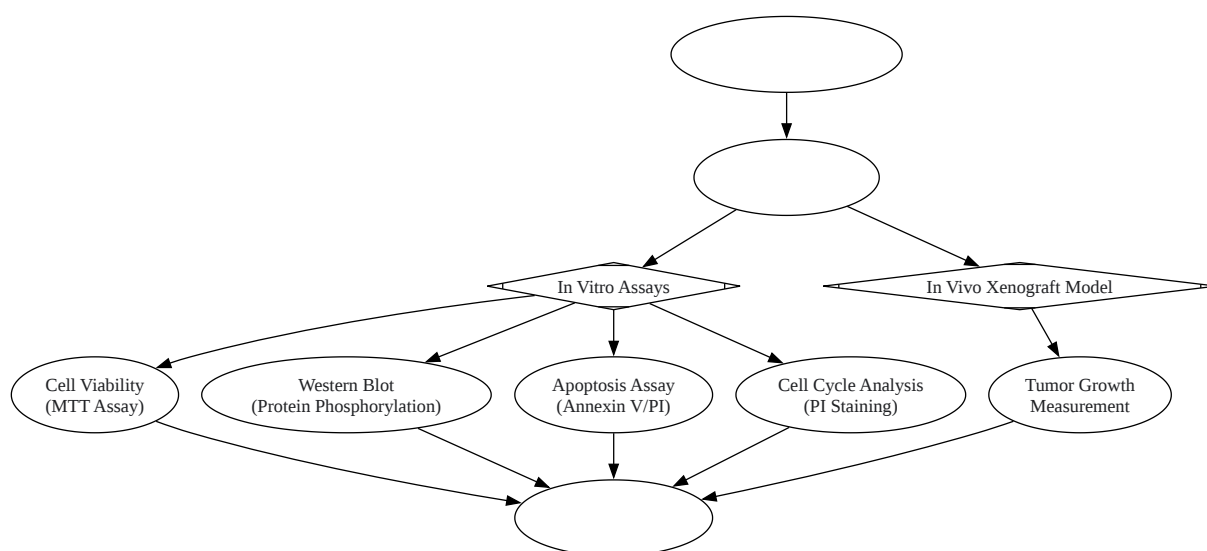 In Vitro Assays
In Vivo Xenograft Model
Cell Viability
(MTT Assay)
Western Blot
(Protein Phosphorylation)
Apoptosis Assay
(Annexin V/PI)
Cell Cycle Analysis
(PI Staining)
Tumor Growth
Measurement